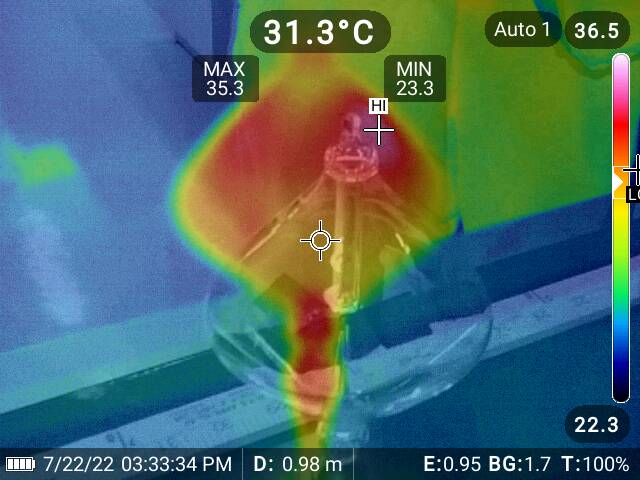 31.3°C
Auto 1
36.5
MAX
35.3
MIN
23.3
HI
22.3
7/22/22 03:33:34 PM
D: 0.98 m
E:0.95 BG:1.7 T:100%